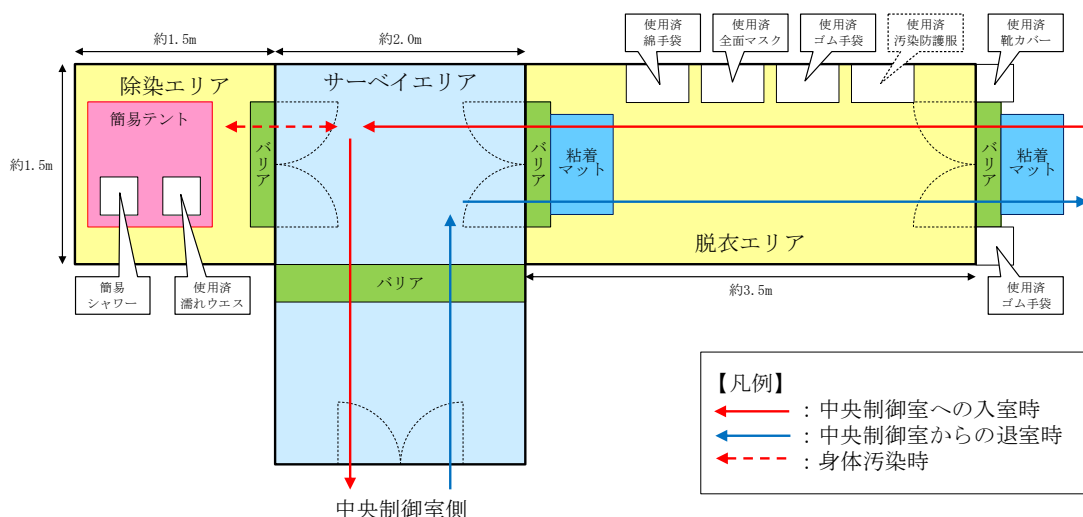 約1.5m
約2.0m
使用済
綿手袋
使用済
全面マスク
使用済
ゴム手袋
使用済
汚染防護服
使用済
靴カバー
除染エリア
サーベイエリア
簡易テント
約1.5m
バリア
バリア
粘着
マット
バリア
粘着
マット
脱衣エリア
簡易
シャワー
使用済
濡れウエス
バリア
約3.5m
使用済
ゴム手袋
【凡例】
:中央制御室への入室時
:中央制御室からの退室時
:身体汚染時
中央制御室側